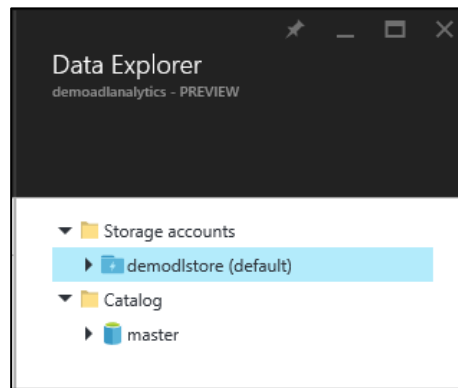 Data Explorer
demoadlanalytics - PREVIEW
Storage accounts
demodlstore (default)
Catalog
master